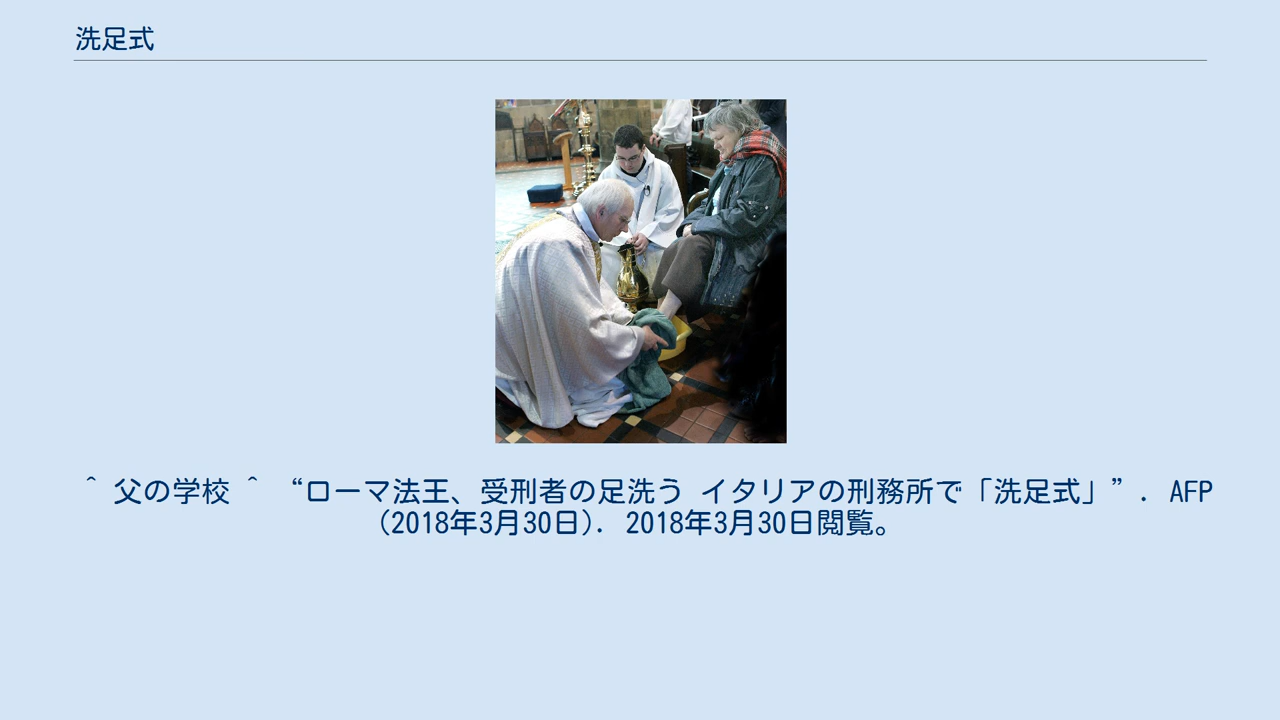 洗足式
^ 父の学校 ^ “ローマ法王、受刑者の足洗う イタリアの刑務所で「洗足式」”. AFP
(2018年3月30日). 2018年3月30日閲覧。